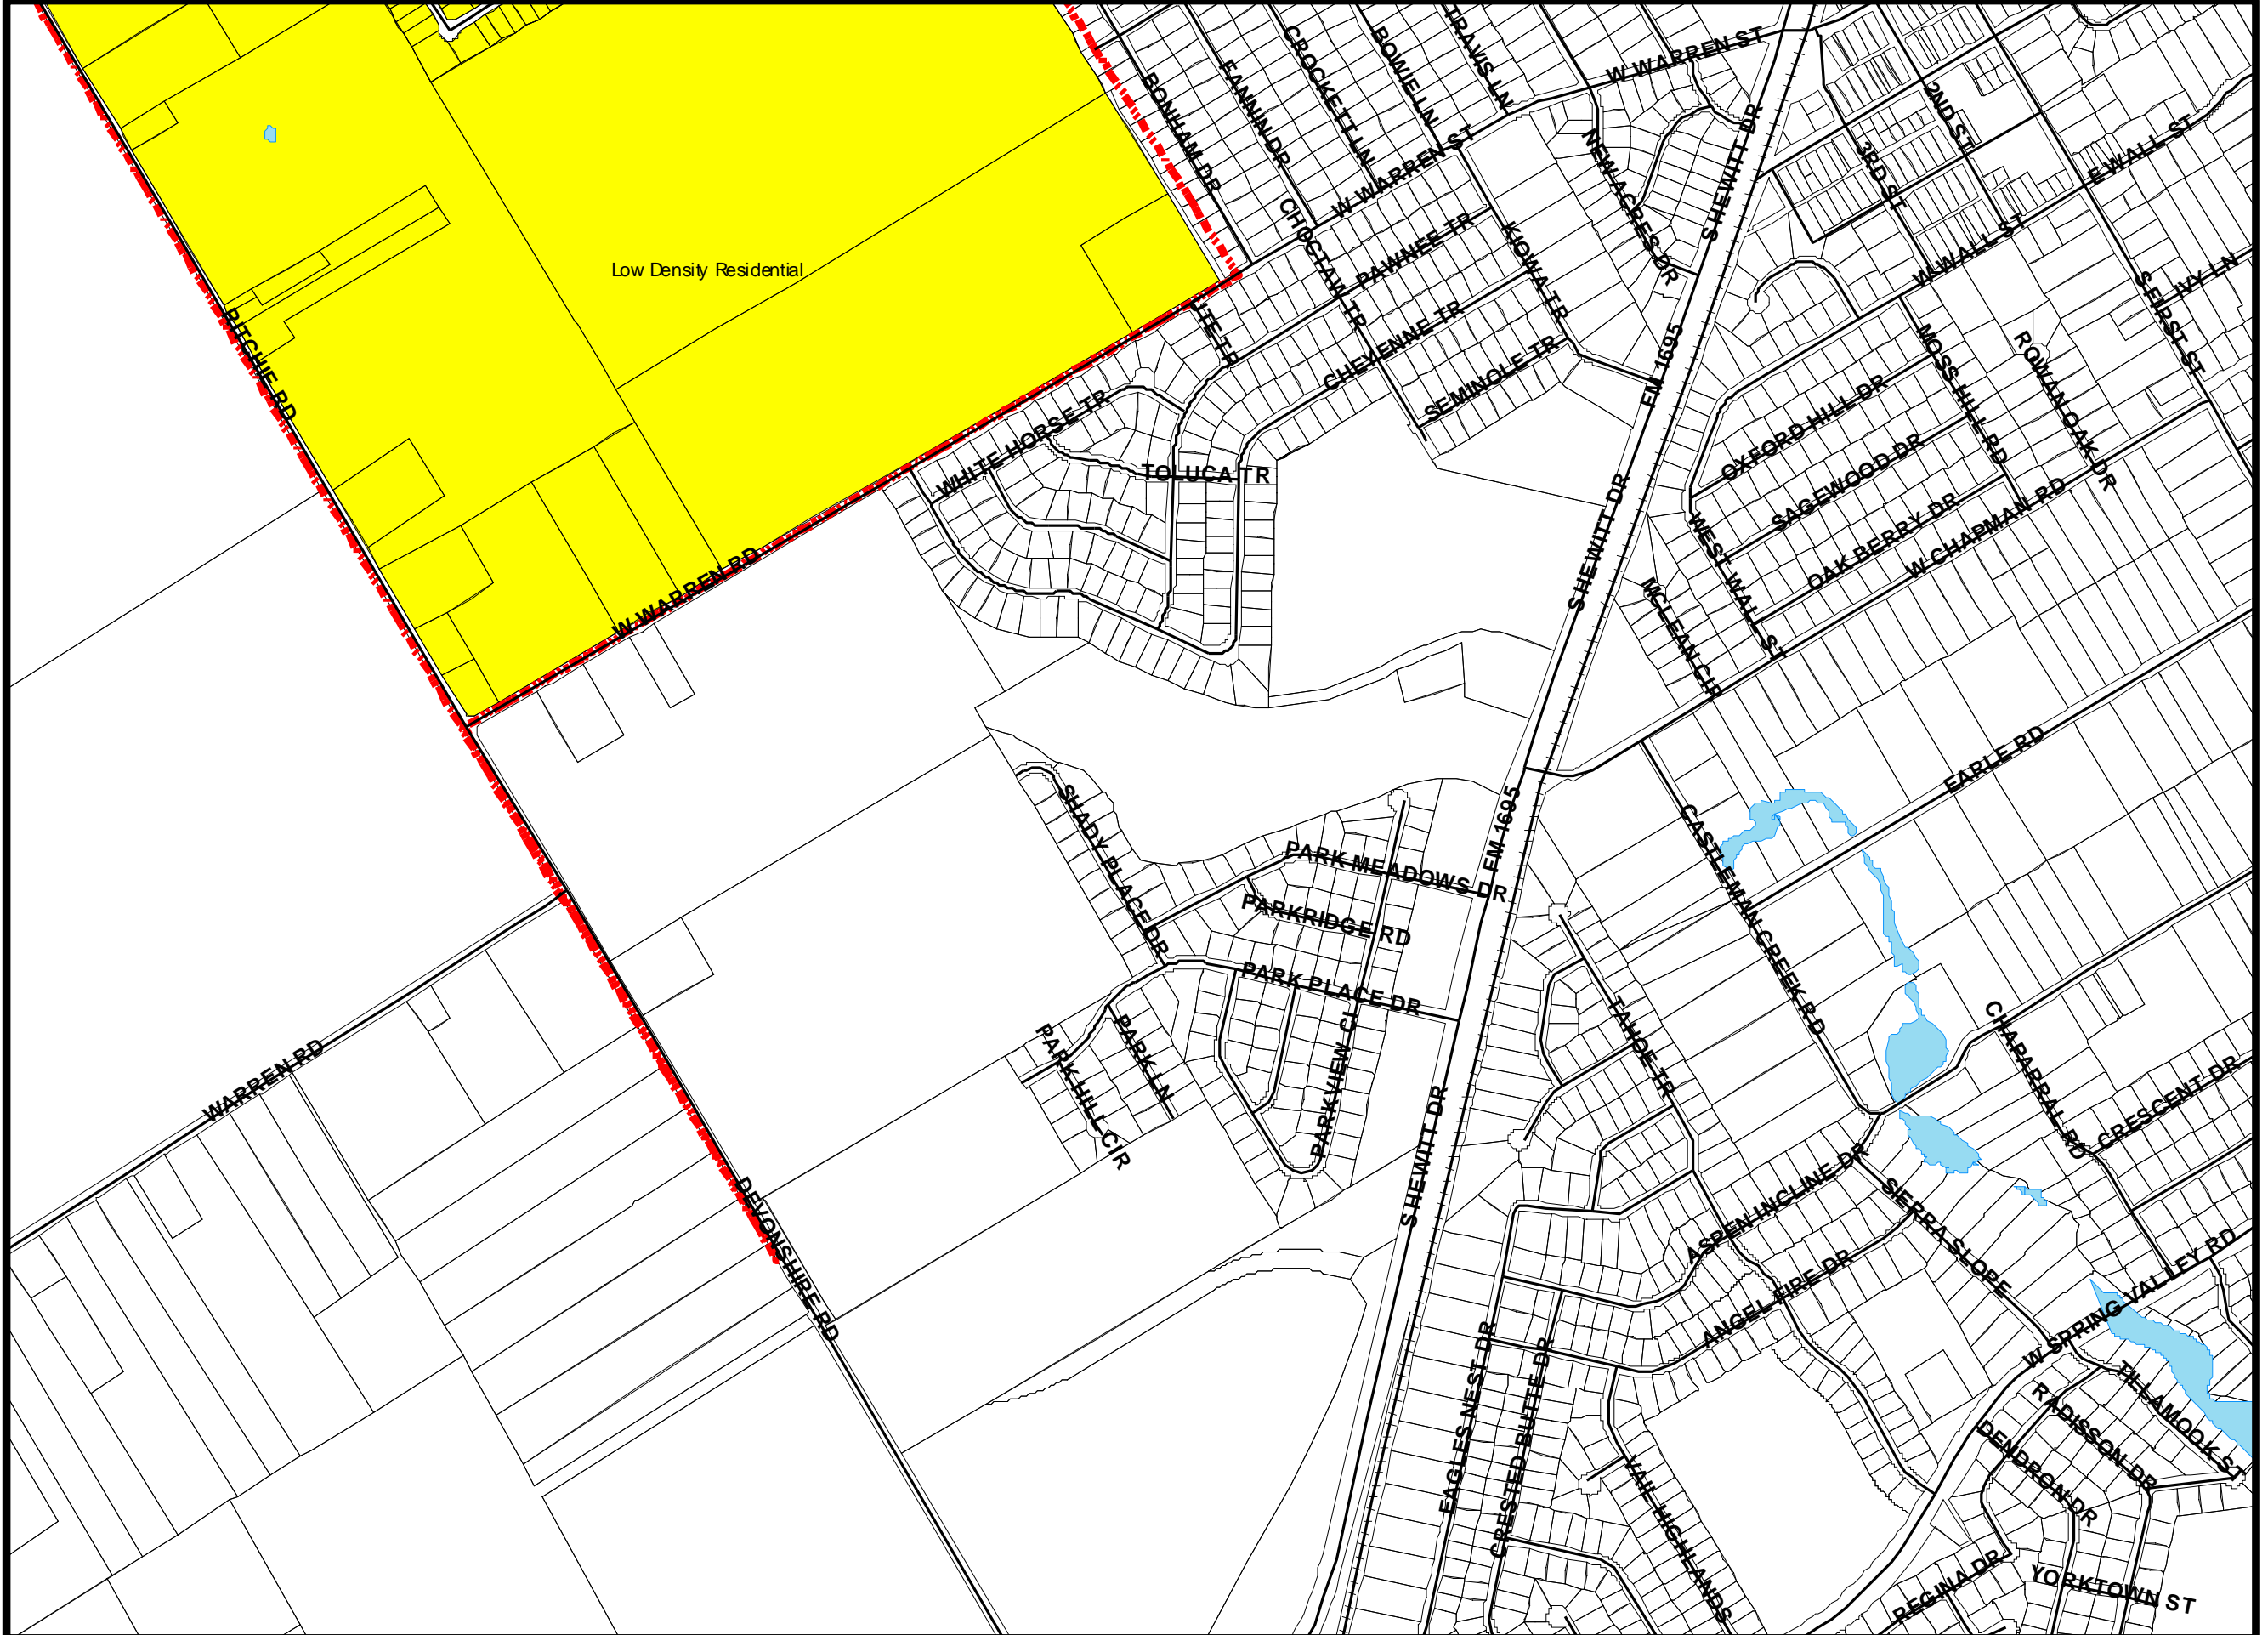 TRAVIS LN
BOWIE LN
CROCKETT LN
FANNIN DR
BONHAM DR
W WARREN ST
W WARREN ST
W WARREN ST
NEW ACRES DR
S HEWITT DR
2ND ST
3RD ST
E WALL ST
W WALL ST
S FIRST ST
IVY LN
Low Density Residential
CHOCTAW TR
PAWNEE TR
KIOWA TR
UTE TR
CHEYENNE TR
SEMINOLE TR
FM 1695
MOSS HILL RD
ROWAN OAK DR
RITCHIE RD
WHITE HORSE TR
TOLUCA TR
OXFORD HILL DR
SAGEWOOD DR
OAK BERRY DR
W CHAPMAN RD
WEST WALL ST
S HEWITT DR
MCLEAN CIR
W WARREN RD
EARLE RD
SHADY PLACE DR
FM 1695
CASTLEMAN CREEK RD
PARK MEADOWS DR
PARKRIDGE RD
PARK PLACE DR
TAHOE TR
CHAPARRAL RD
CRESCENT DR
WARREN RD
PARK HILL CIR
PARK LN
PARKVIEW CI
S HEWITT DR
DEVONSHIRE RD
ASPEN INCLINE DR
SIERRA SLOPE
ANGEL FIRE DR
W SPRING VALLEY RD
EAGLES NEST DR
CRESTED BUTTE DR
TILLAMOOK ST
RADISSON DR
DENDRON DR
VAIL HIGHLANDS
REGINA DR
YORKTOWN ST